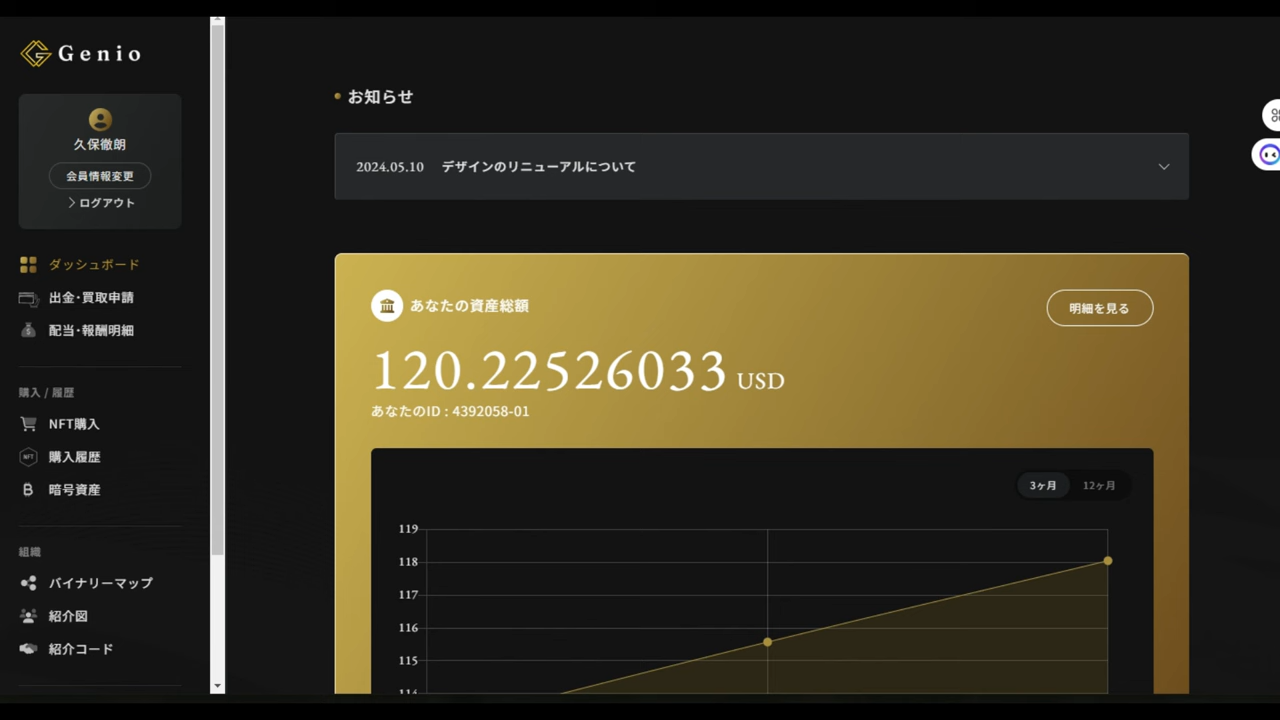 Genio
久保徹朗
会員情報変更
ログアウト
ダッシュボード
出金・買取申請
配当・報酬明細
購入 / 履歴
NFT購入
NFT
購入履歴
暗号資産
組織
バイナリーマップ
紹介図
紹介コード
お知らせ
2024.05.10 デザインのリニューアルについて
あなたの資産総額
明細を見る
120.22526033 USD
あなたのID : 4392058-01
3ヶ月 12ヶ月
119
118
117
116
115
114